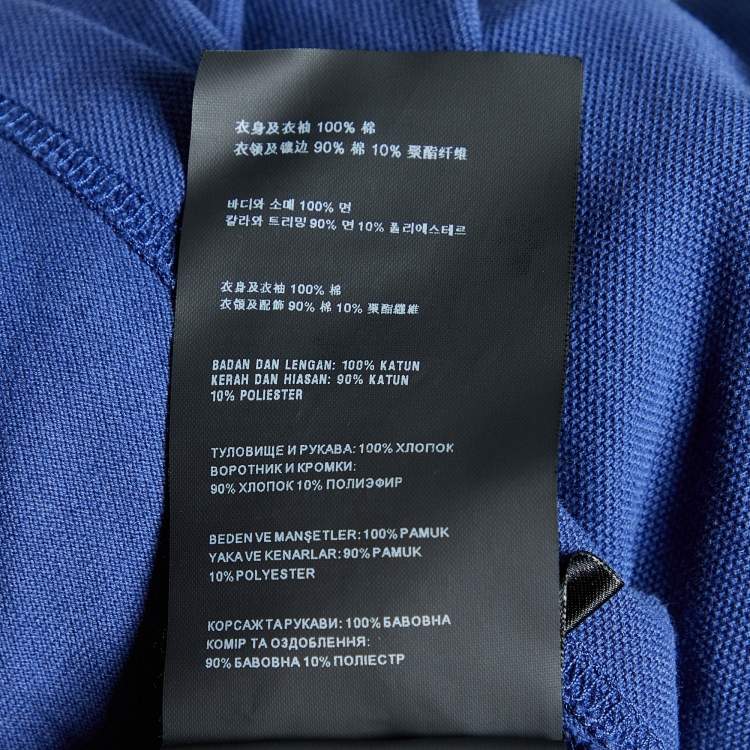 衣身及衣袖 100% 棉
衣领及镶边 90% 棉 10% 聚酯纤维
바디와 소매 100% 면
칼라와 트리밍 90% 면 10% 폴리에스테르
衣身及衣袖 100% 棉
衣領及配飾 90% 棉 10% 聚酯纖維
BADAN DAN LENGAN: 100% KATUN
KERAH DAN HIASAN: 90% KATUN
10% POLIESTER
ТУЛОВИЩЕ И РУКАВА: 100% ХЛОПОК
ВОРОТНИК И КРОМКИ:
90% ХЛОПОК 10% ПОЛИЭФИР
BEDEN VE MANŞETLER: 100% PAMUK
YAKA VE KENARLAR: 90% PAMUK
10% POLYESTER
КОРСАЖ ТА РУКАВИ: 100% БАВОВНА
КОМІР ТА ОЗДОБЛЕННЯ:
90% БАВОВНА 10% ПОЛІЕСТР